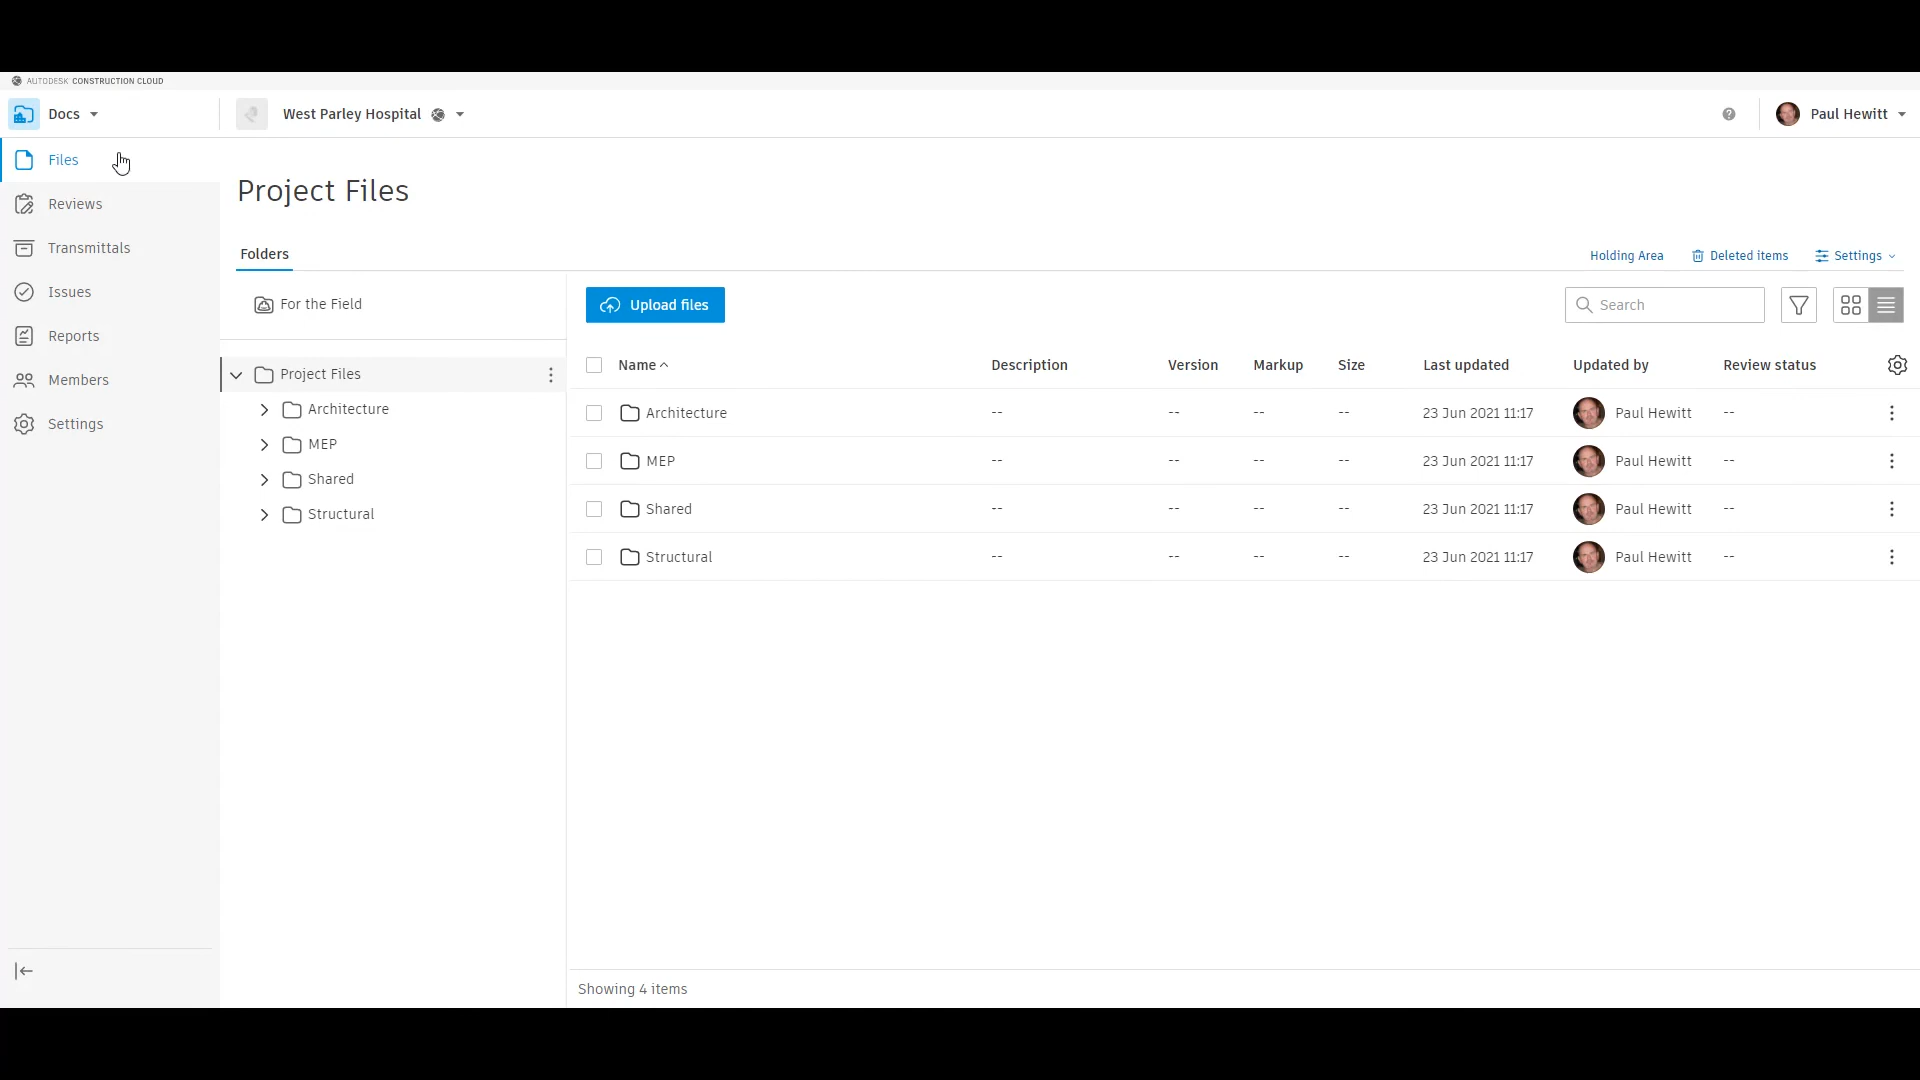 AUTODESK CONSTRUCTION CLOUD
Docs West Parley Hospital Paul Hewitt
Files
Reviews
Transmittals
Issues
Reports
Members
Settings
Project Files
Folders Holding Area Deleted items Settings
For the Field
Project Files
Architecture
MEP
Shared
Structural
Upload files Search
Name Description Version Markup Size Last updated Updated by Review status
Architecture -- -- -- -- 23 Jun 2021 11:17 Paul Hewitt --
MEP -- -- -- -- 23 Jun 2021 11:17 Paul Hewitt --
Shared -- -- -- -- 23 Jun 2021 11:17 Paul Hewitt --
Structural -- -- -- -- 23 Jun 2021 11:17 Paul Hewitt --
Showing 4 items